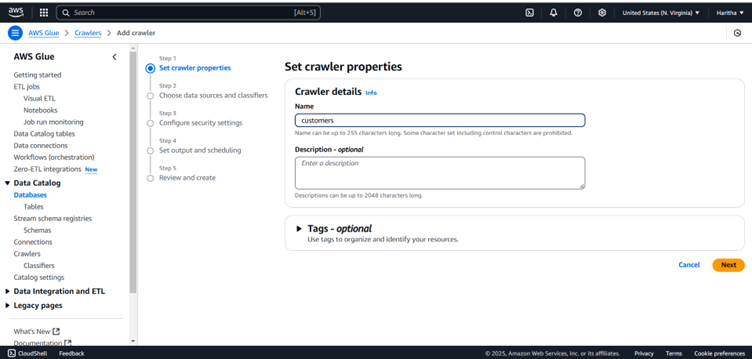 aws
Search [Alt+S]
United States (N. Virginia) Haritha
AWS Glue > Crawlers > Add crawler
AWS Glue
Getting started
ETL jobs
Visual ETL
Notebooks
Job run monitoring
Data Catalog tables
Data connections
Workflows (orchestration)
Zero-ETL integrations New
Data Catalog
Databases
Tables
Stream schema registries
Schemas
Connections
Crawlers
Classifiers
Catalog settings
Data Integration and ETL
Legacy pages
What's New
Documentation
Step 1
Set crawler properties
Step 2
Choose data sources and classifiers
Step 3
Configure security settings
Step 4
Set output and scheduling
Step 5
Review and create
Set crawler properties
Crawler details Info
Name
customers
Name can be up to 255 characters long. Some character set including control characters are prohibited.
Description - optional
Enter a description
Descriptions can be up to 2048 characters long.
Tags - optional
Use tags to organize and identify your resources.
Cancel Next
CloudShell Feedback © 2025, Amazon Web Services, Inc. or its affiliates. Privacy Terms Cookie preferences